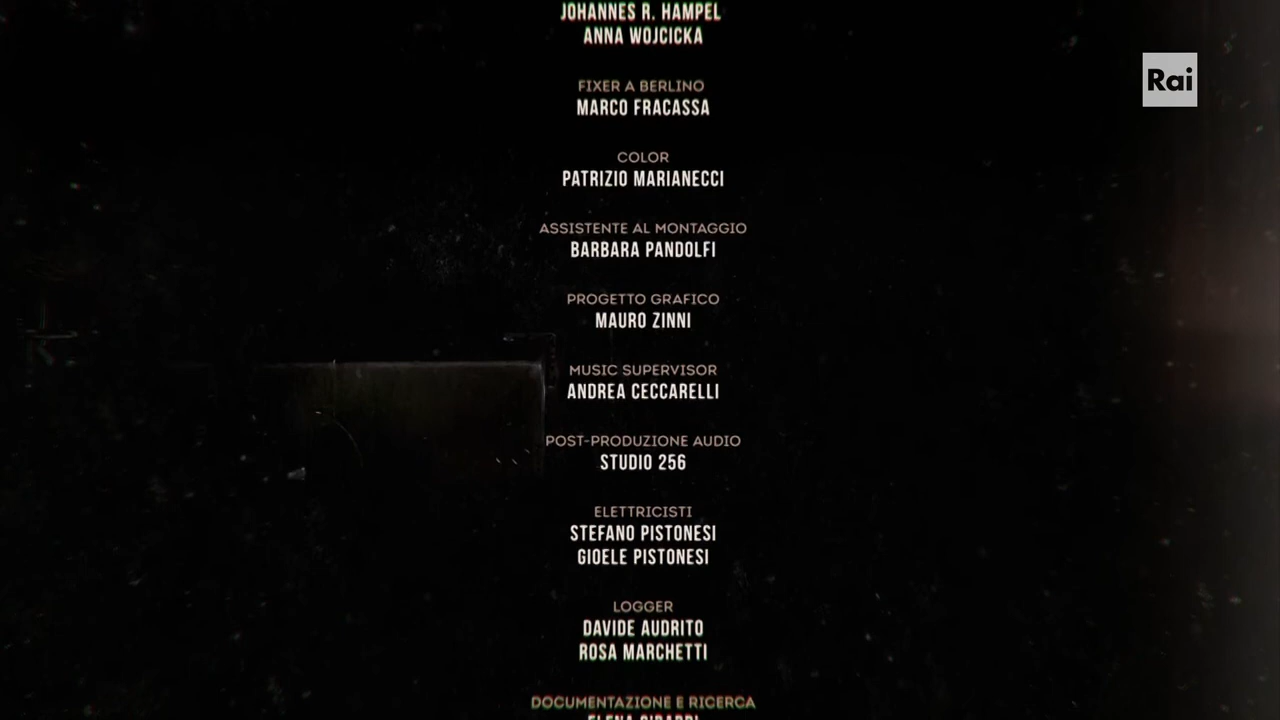 JOHANNES R. HAMPEL
ANNA WOJCICKA
Rai
FIXER A BERLINO
MARCO FRACASSA
COLOR
PATRIZIO MARIANECCI
ASSISTENTE AL MONTAGGIO
BARBARA PANDOLFI
PROGETTO GRAFICO
MAURO ZINNI
MUSIC SUPERVISOR
ANDREA CECCARELLI
POST-PRODUZIONE AUDIO
STUDIO 256
ELETTRICISTI
STEFANO PISTONESI
GIOELE PISTONESI
LOGGER
DAVIDE AUDRITO
ROSA MARCHETTI
DOCUMENTAZIONE E RICERCA